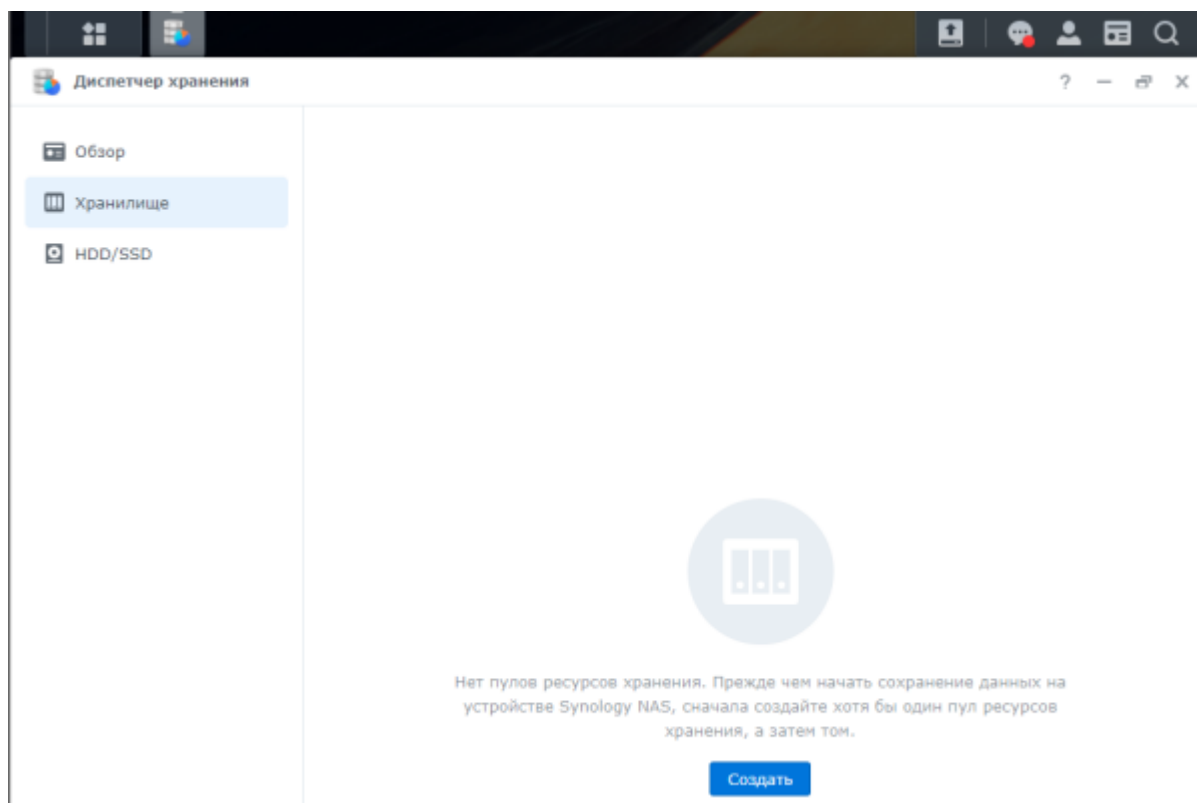 Диспетчер хранения
?
Обзор
Хранилище
HDD/SSD
Нет пулов ресурсов хранения. Прежде чем начать сохранение данных на
устройстве Synology NAS, сначала создайте хотя бы один пул ресурсов
хранения, а затем том.
Создать